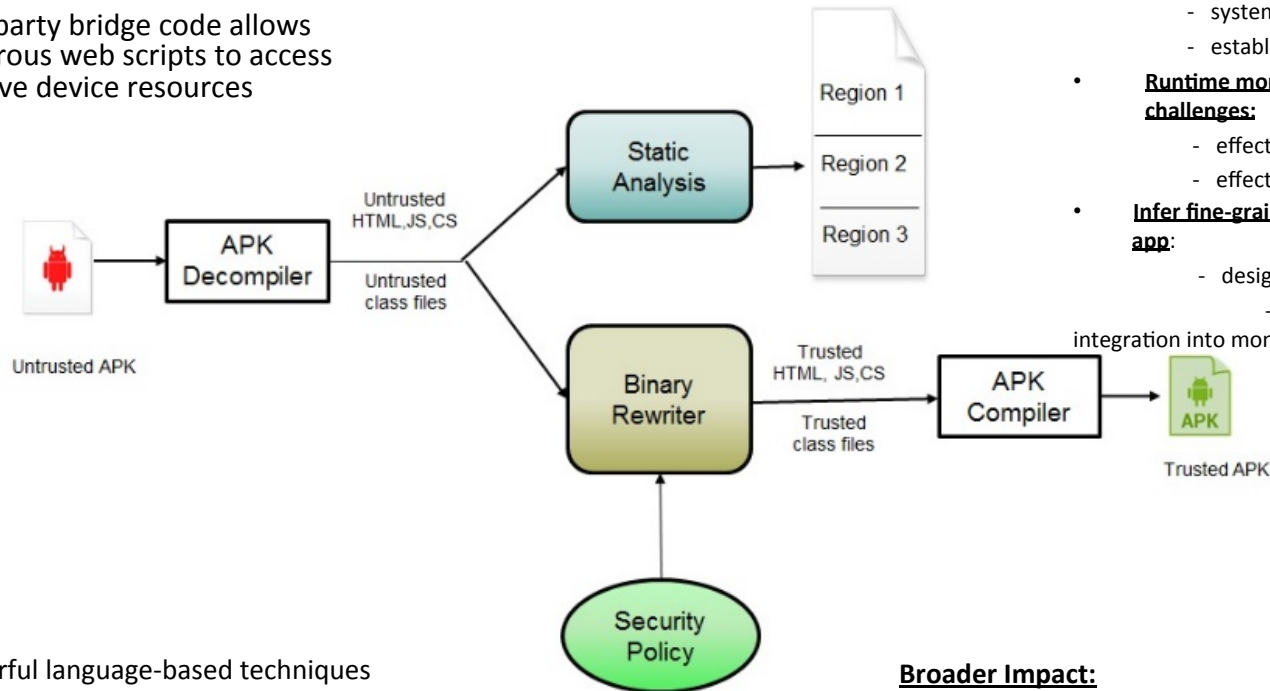 party bridge code allows
rous web scripts to access
ve device resources
- system
- establ
• Runtime mor
challenges:
- effect
- effect
• Infer fine-grai
app:
- desig
-
integration into mor
Untrusted APK
APK
Decompiler
Untrusted
HTML,JS,CS
Untrusted
class files
Static
Analysis
Region 1
Region 2
Region 3
Binary
Rewriter
Trusted
HTML, JS,CS
Trusted
class files
APK
Compiler
APK
Trusted APK
Security
Policy
rful language-based techniques
Broader Impact: